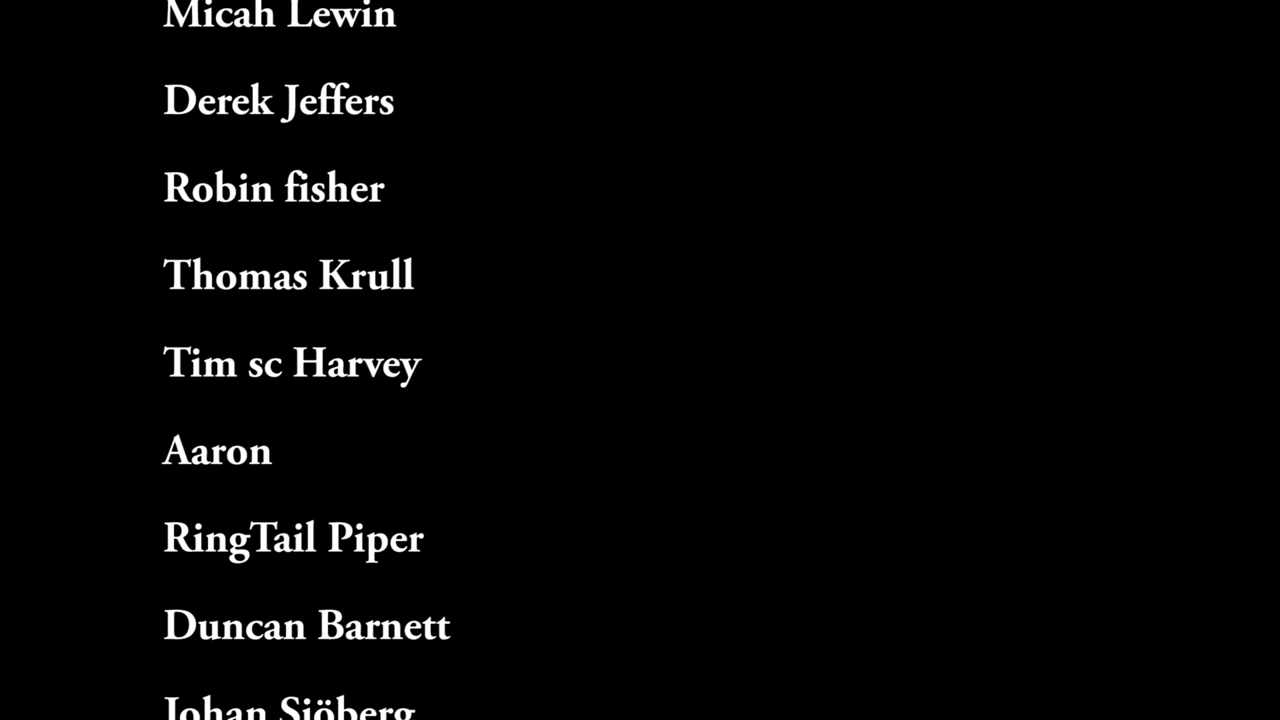 Micah Lewin
Derek Jeffers
Robin fisher
Thomas Krull
Tim sc Harvey
Aaron
RingTail Piper
Duncan Barnett
Johan Sjöberg